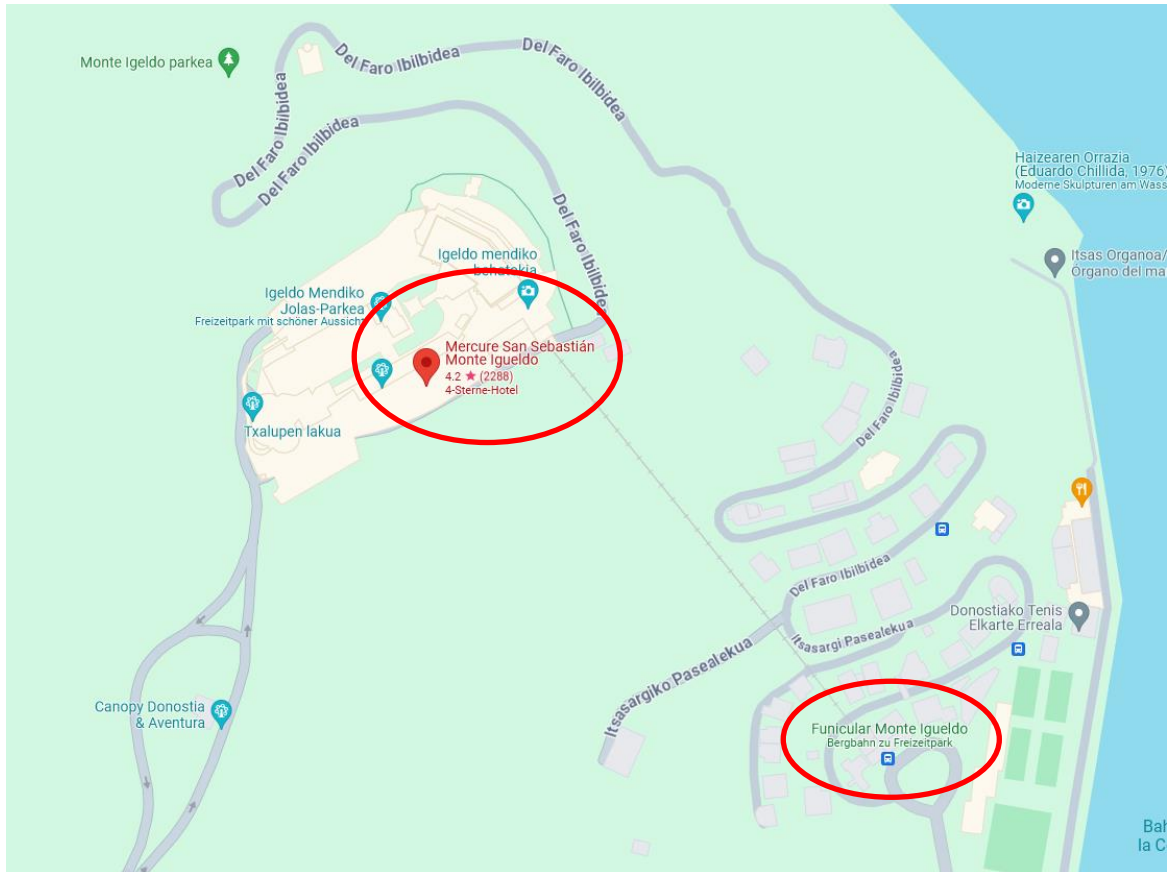 Monte Igeldo parkea
Del Faro Ibilbidea
Del Faro Ibilbidea
Del Faro Ibilbidea
Del Faro Ibilbidea
Del Faro Ibilbidea
Haizearen Orrazia
(Eduardo Chillida, 1976)
Moderne Skulpturen am Wass
Itsas Organoa/
Órgano del ma
Igeldo mendiko
behatokia
Igeldo Mendiko
Jolas-Parkea
Freizeitpark mit schöner Aussicht
Mercure San Sebastián
Monte Igueldo
4.2 ★ (2288)
4-Sterne-Hotel
Txalupen lakua
Del Faro Ibilbidea
Del Faro Ibilbidea
Itsasargi Pasealekua
Itsasargiko Pasealekua
Donostiako Tenis
Elkarte Erreala
Canopy Donostia
& Aventura
Funicular Monte Igueldo
Bergbahn zu Freizeitpark
Bah
la C